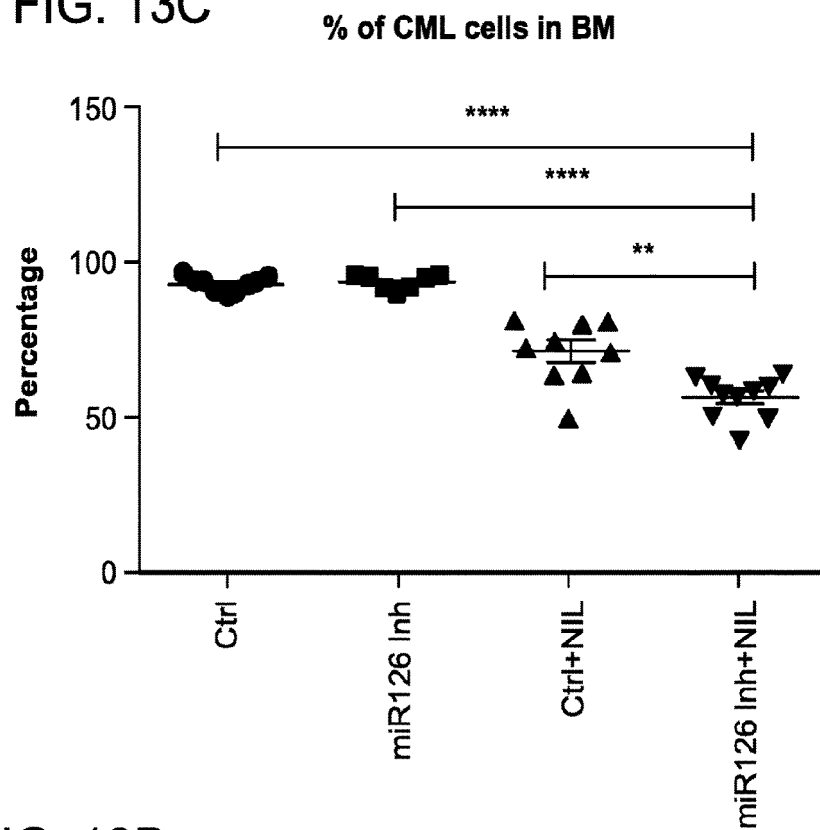 FIG. 13C
% of CML cells in BM
****
****
**
150
100
50
0
Percentage
Ctrl
miR126 Inh
Ctrl+NIL
miR126 Inh+NIL